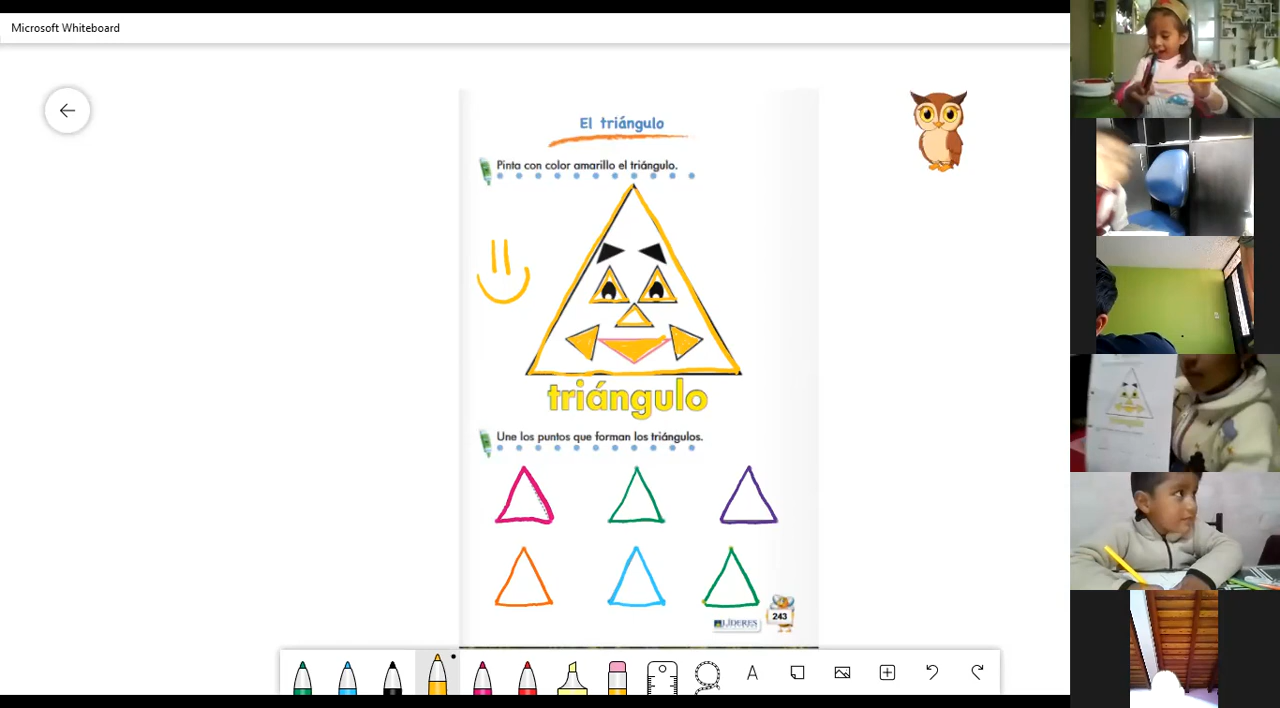 Microsoft Whiteboard
El triángulo
Pinta con color amarillo el triángulo.
triángulo
Une los puntos que forman los triángulos.
243
LÍDERES